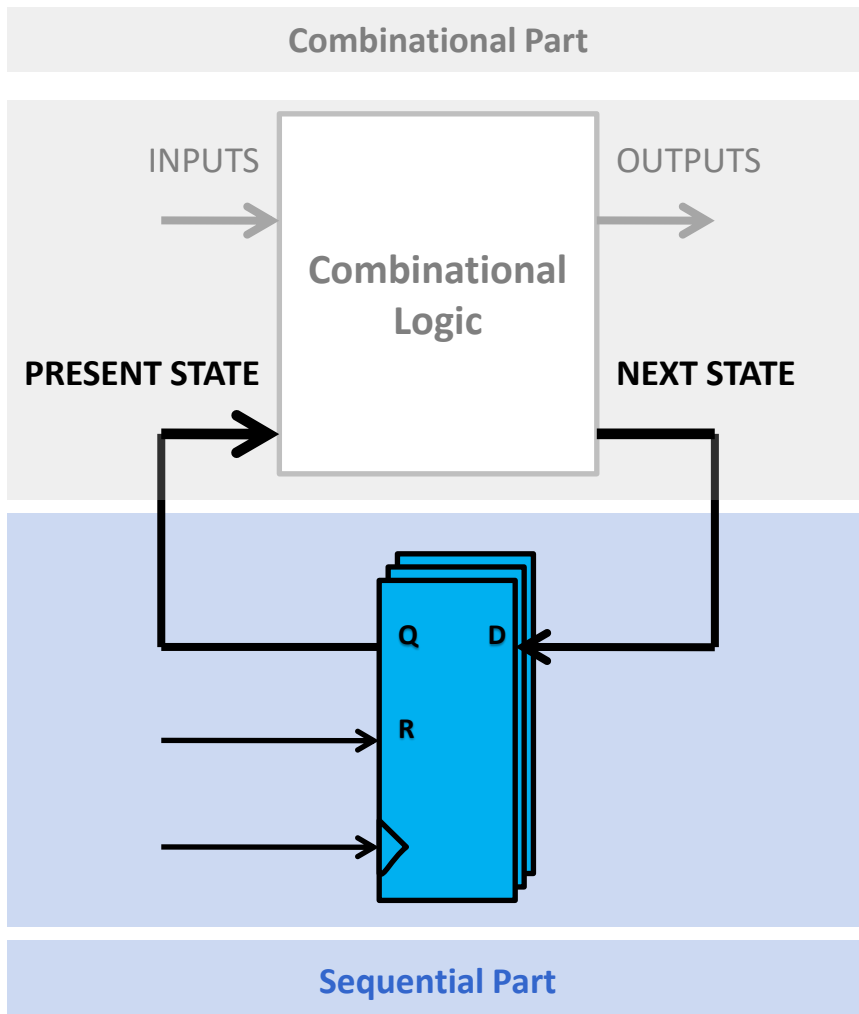 Combinational Part
INPUTS
OUTPUTS
Combinational
Logic
PRESENT STATE
NEXT STATE
Q
D
R
Sequential Part